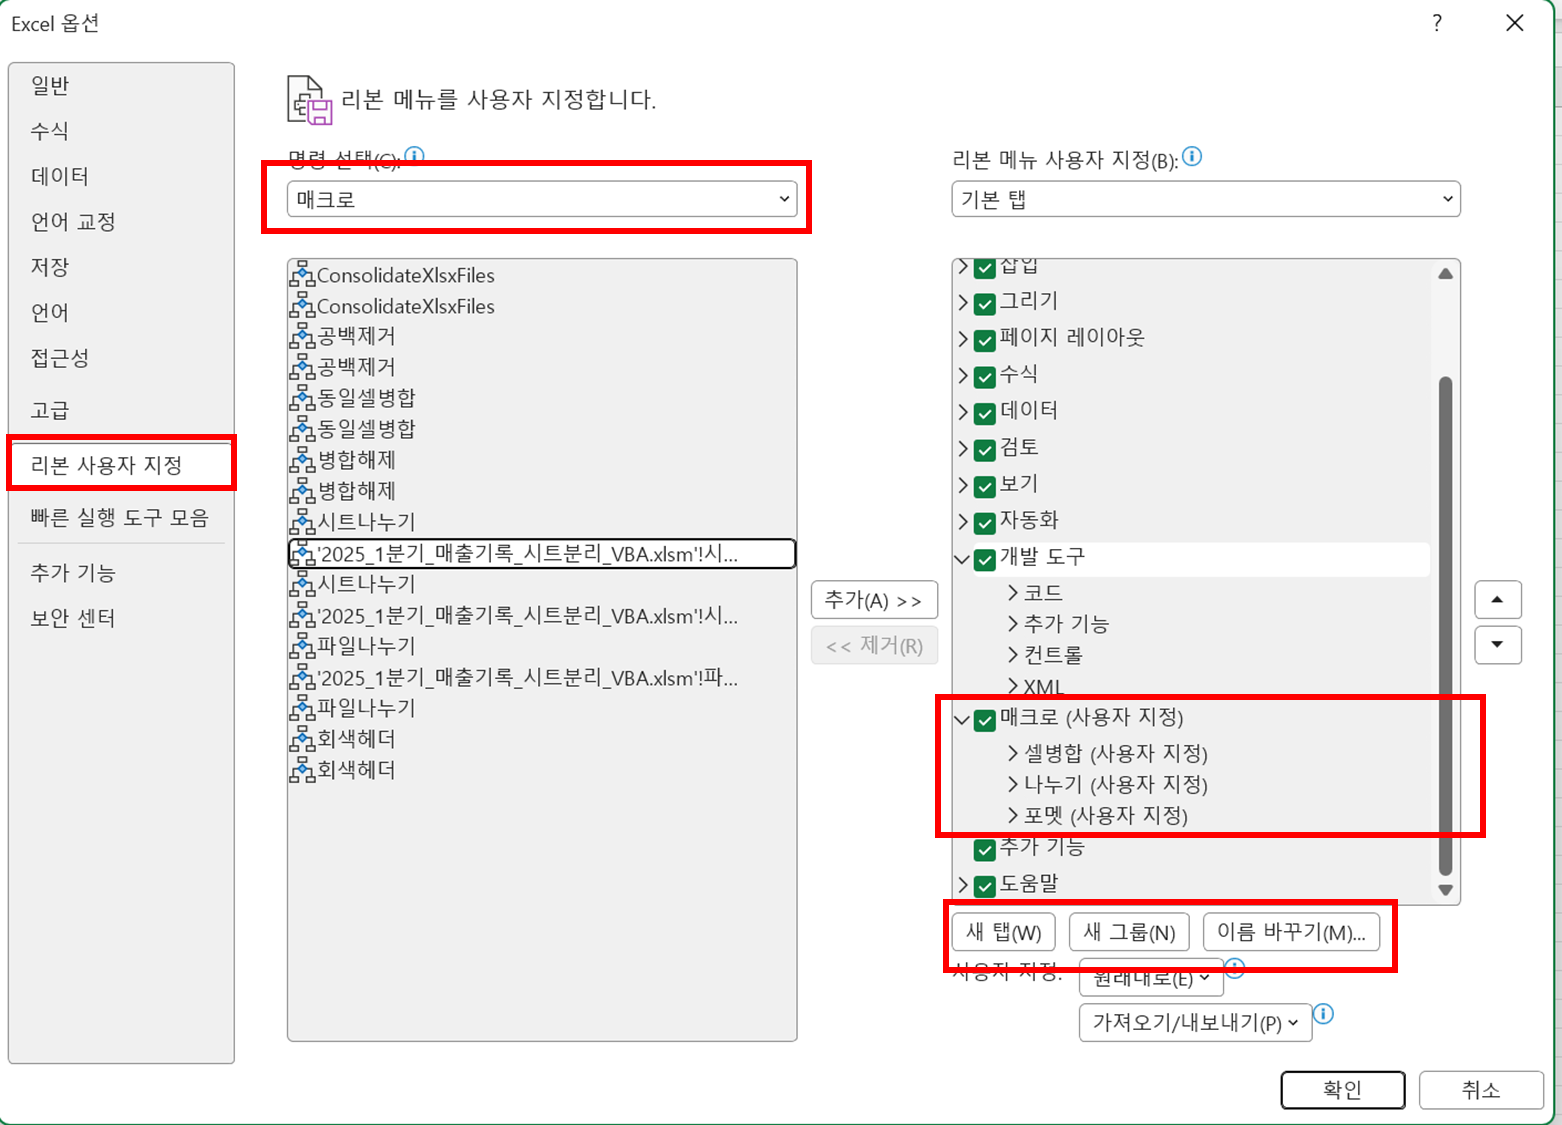 Excel 옵션
?
일반
수식
데이터
언어 교정
저장
언어
접근성
고급
리본 사용자 지정
빠른 실행 도구 모음
추가 기능
보안 센터
리본 메뉴를 사용자 지정합니다.
명령 선택(C):
매크로
ConsolidateXlsxFiles
ConsolidateXlsxFiles
공백제거
공백제거
동일셀병합
동일셀병합
병합해제
병합해제
시트나누기
'2025_1분기_매출기록_시트분리_VBA.xlsm'!시...
시트나누기
'2025_1분기_매출기록_시트분리_VBA.xlsm'!시...
파일나누기
'2025_1분기_매출기록_시트분리_VBA.xlsm'!파...
파일나누기
회색헤더
회색헤더
추가(A) >>
<< 제거(R)
리본 메뉴 사용자 지정(B):
기본 탭
삽입
그리기
페이지 레이아웃
수식
데이터
검토
보기
자동화
개발 도구
코드
추가 기능
컨트롤
XML
매크로 (사용자 지정)
셀병합 (사용자 지정)
나누기 (사용자 지정)
포멧 (사용자 지정)
추가 기능
도움말
새 탭(W) 새 그룹(N) 이름 바꾸기(M)...
사용자 지정: 원래대로(E)
가져오기/내보내기(P)
확인 취소